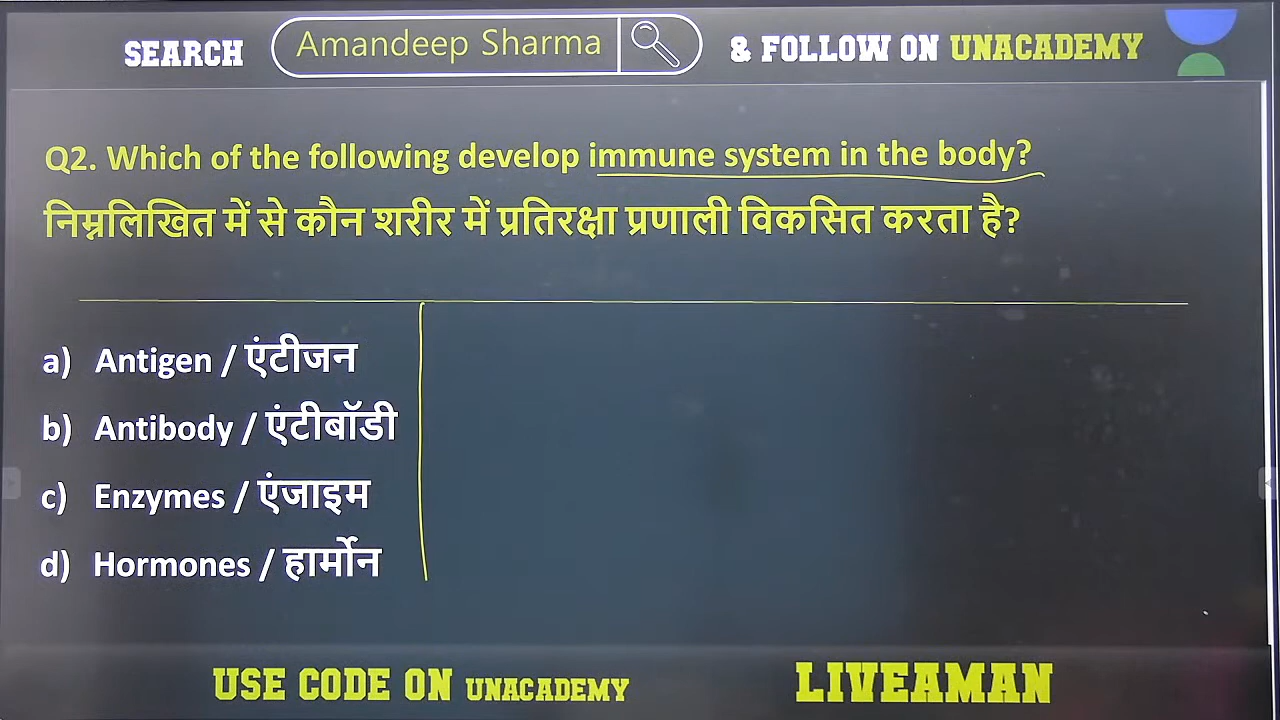 SEARCH Amandeep Sharma & FOLLOW ON UNACADEMY
Q2. Which of the following develop immune system in the body?
निम्नलिखित में से कौन शरीर में प्रतिरक्षा प्रणाली विकसित करता है?
a) Antigen / एंटीजन
b) Antibody / एंटीबॉडी
c) Enzymes / एंजाइम
d) Hormones / हार्मोन
USE CODE ON UNACADEMY LIVEAMAN